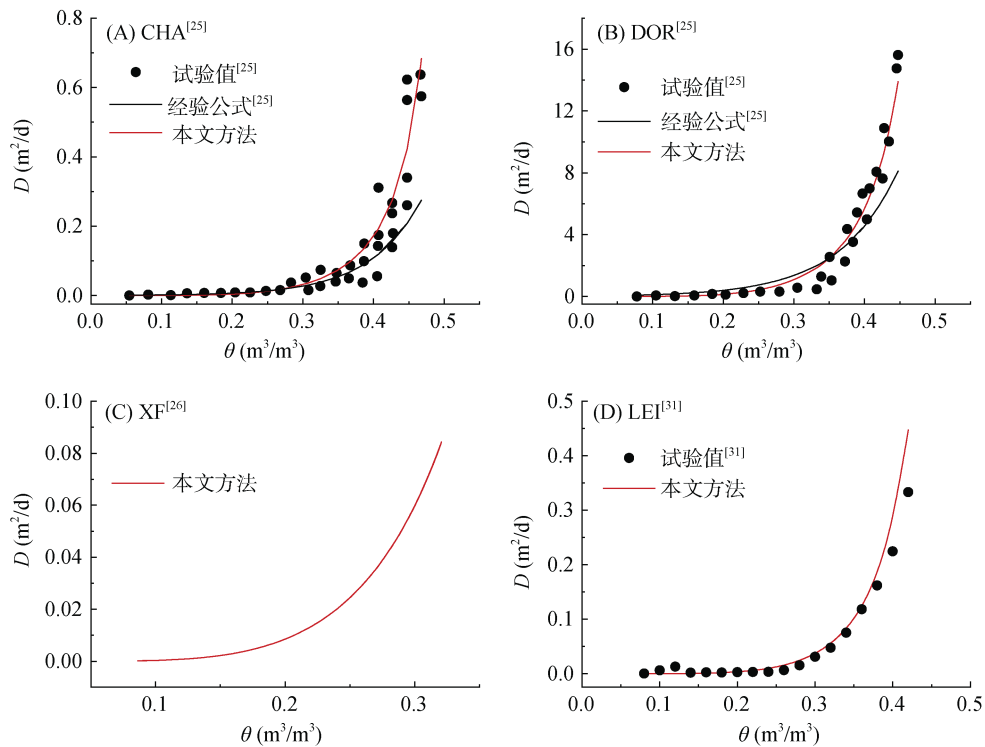 (A) CHA[25]
试验值[25]
经验公式[25]
本文方法
D (m²/d)
0.8
0.6
0.4
0.2
0.0
0.0 0.1 0.2 0.3 0.4 0.5
θ (m³/m³)
(B) DOR[25]
试验值[25]
经验公式[25]
本文方法
D (m²/d)
16
12
8
4
0
0.0 0.1 0.2 0.3 0.4 0.5
θ (m³/m³)
(C) XF[26]
本文方法
D (m²/d)
0.10
0.08
0.06
0.04
0.02
0.00
0.1 0.2 0.3
θ (m³/m³)
(D) LEI[31]
试验值[31]
本文方法
D (m²/d)
0.5
0.4
0.3
0.2
0.1
0.0
0.0 0.1 0.2 0.3 0.4 0.5
θ (m³/m³)